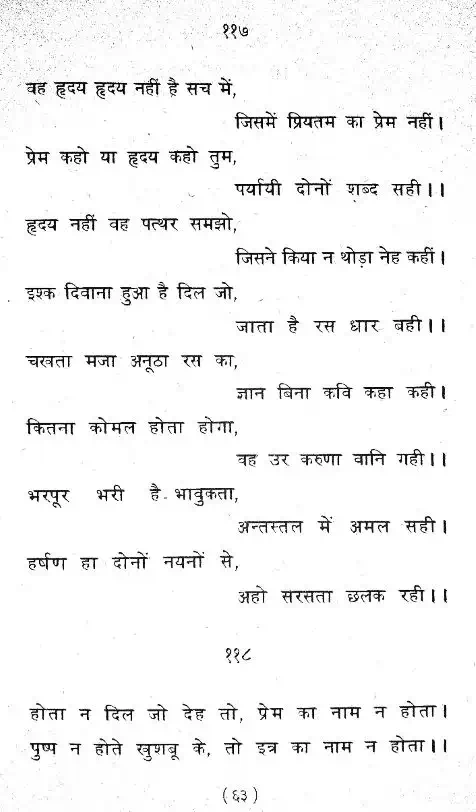 ११७
वह हृदय हृदय नहीं है सच में,
जिसमें प्रियतम का प्रेम नहीं।
प्रेम कहो या हृदय कहो तुम,
पर्यायी दोनों शब्द सही।।
हृदय नहीं वह पत्थर समझो,
जिसने किया न थोड़ा नेह कहीं।
इश्क दिवाना हुआ है दिल जो,
जाता है रस धार बही।।
चखता मजा अनूठा रस का,
ज्ञान बिना कवि कहा कही।
कितना कोमल होता होगा,
वह उर करुणा वानि गही।।
भरपूर भरी है भावुकता,
अन्तस्तल में अमल सही।
हर्षण हा दोनों नयनों से,
अहो सरसता छलक रही।।
११८
होता न दिल जो देह तो, प्रेम का नाम न होता।
पुष्प न होते खुशबू के, तो इत्र का नाम न होता।।
(६३)